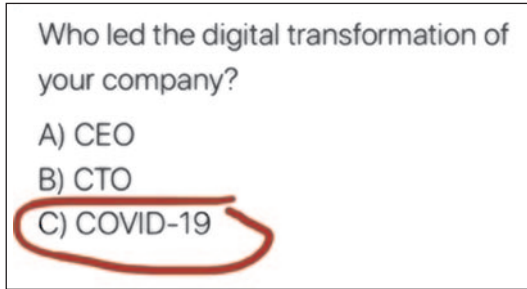 Who led the digital transformation of
your company?
A) CEO
B) CTO
C) COVID-19